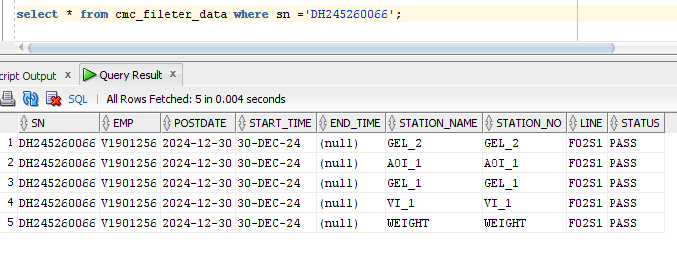 select * from cmc_fileter_data where sn ='DH245260066';
cript Output x Query Result x
SQL | All Rows Fetched: 5 in 0.004 seconds
SN EMP POSTDATE START_TIME END_TIME STATION_NAME STATION_NO LINE STATUS
1 DH245260066 V1901256 2024-12-30 30-DEC-24 (null) GEL_2 GEL_2 F02S1 PASS
2 DH245260066 V1901256 2024-12-30 30-DEC-24 (null) AOI_1 AOI_1 F02S1 PASS
3 DH245260066 V1901256 2024-12-30 30-DEC-24 (null) GEL_1 GEL_1 F02S1 PASS
4 DH245260066 V1901256 2024-12-30 30-DEC-24 (null) VI_1 VI_1 F02S1 PASS
5 DH245260066 V1901256 2024-12-30 30-DEC-24 (null) WEIGHT WEIGHT F02S1 PASS